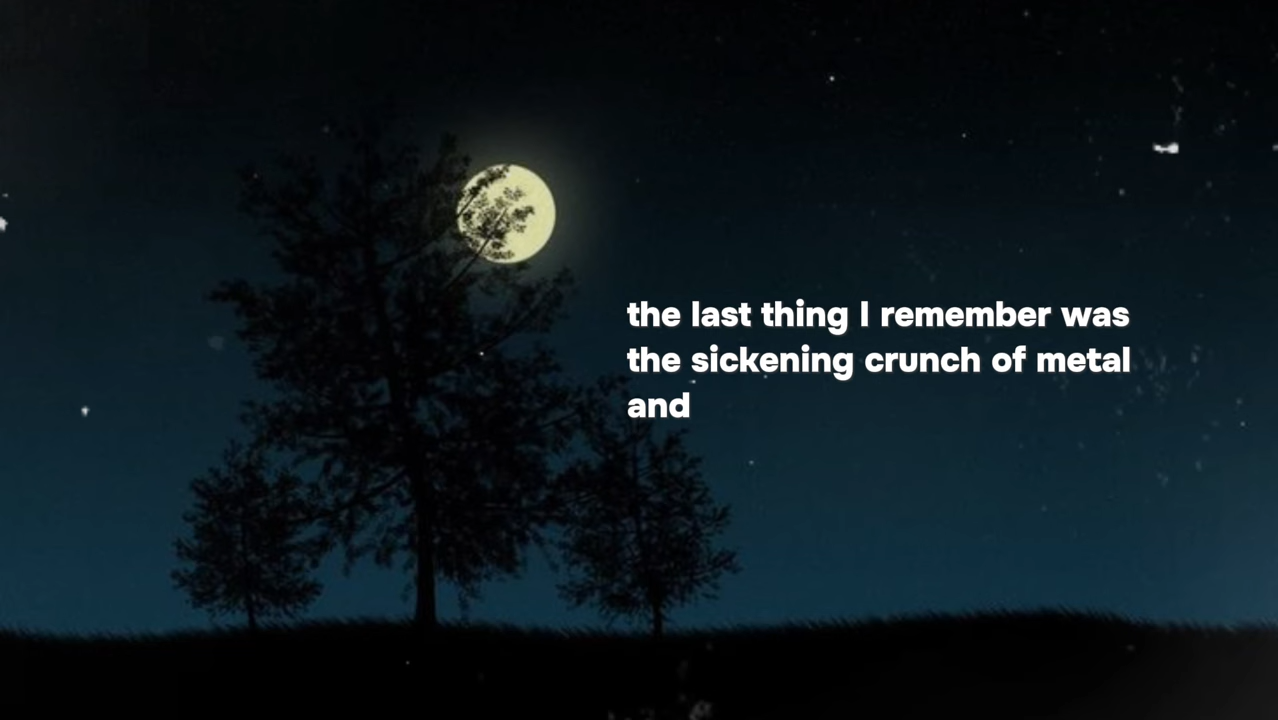 the last thing I remember was
the sickening crunch of metal
and